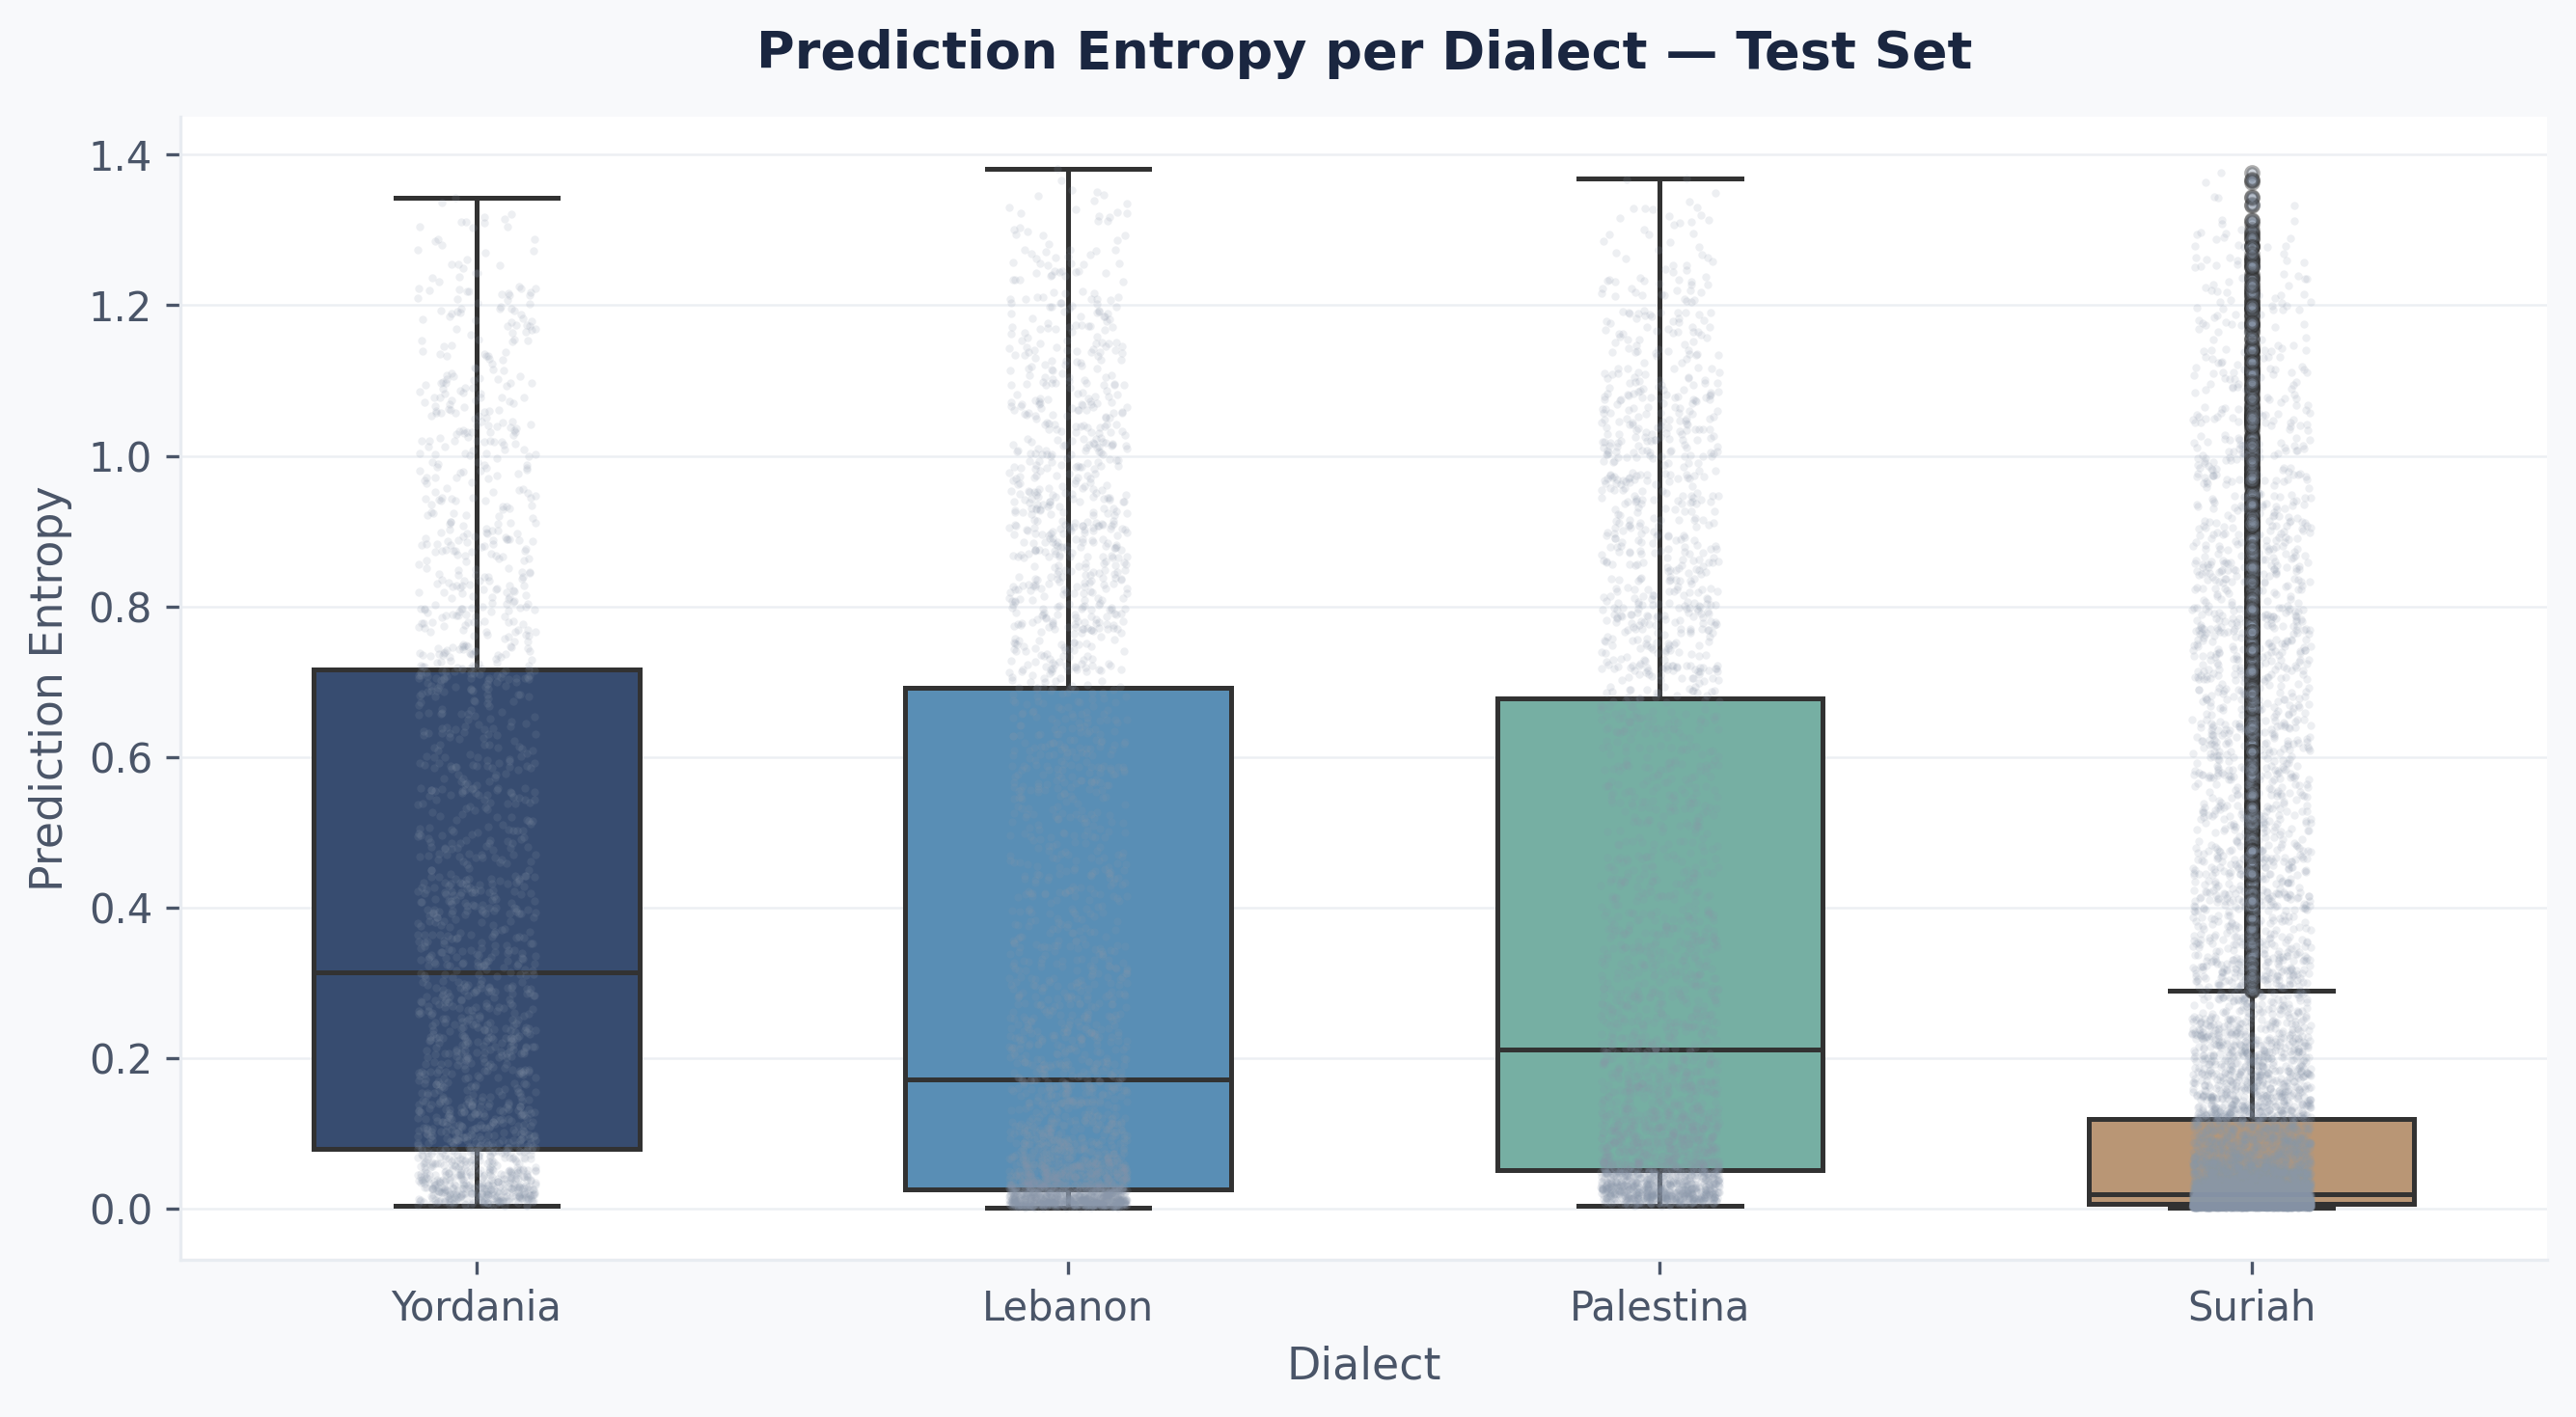 Prediction Entropy per Dialect — Test Set
Prediction Entropy
1.4
1.2
1.0
0.8
0.6
0.4
0.2
0.0
Yordania
Lebanon
Palestina
Suriah
Dialect